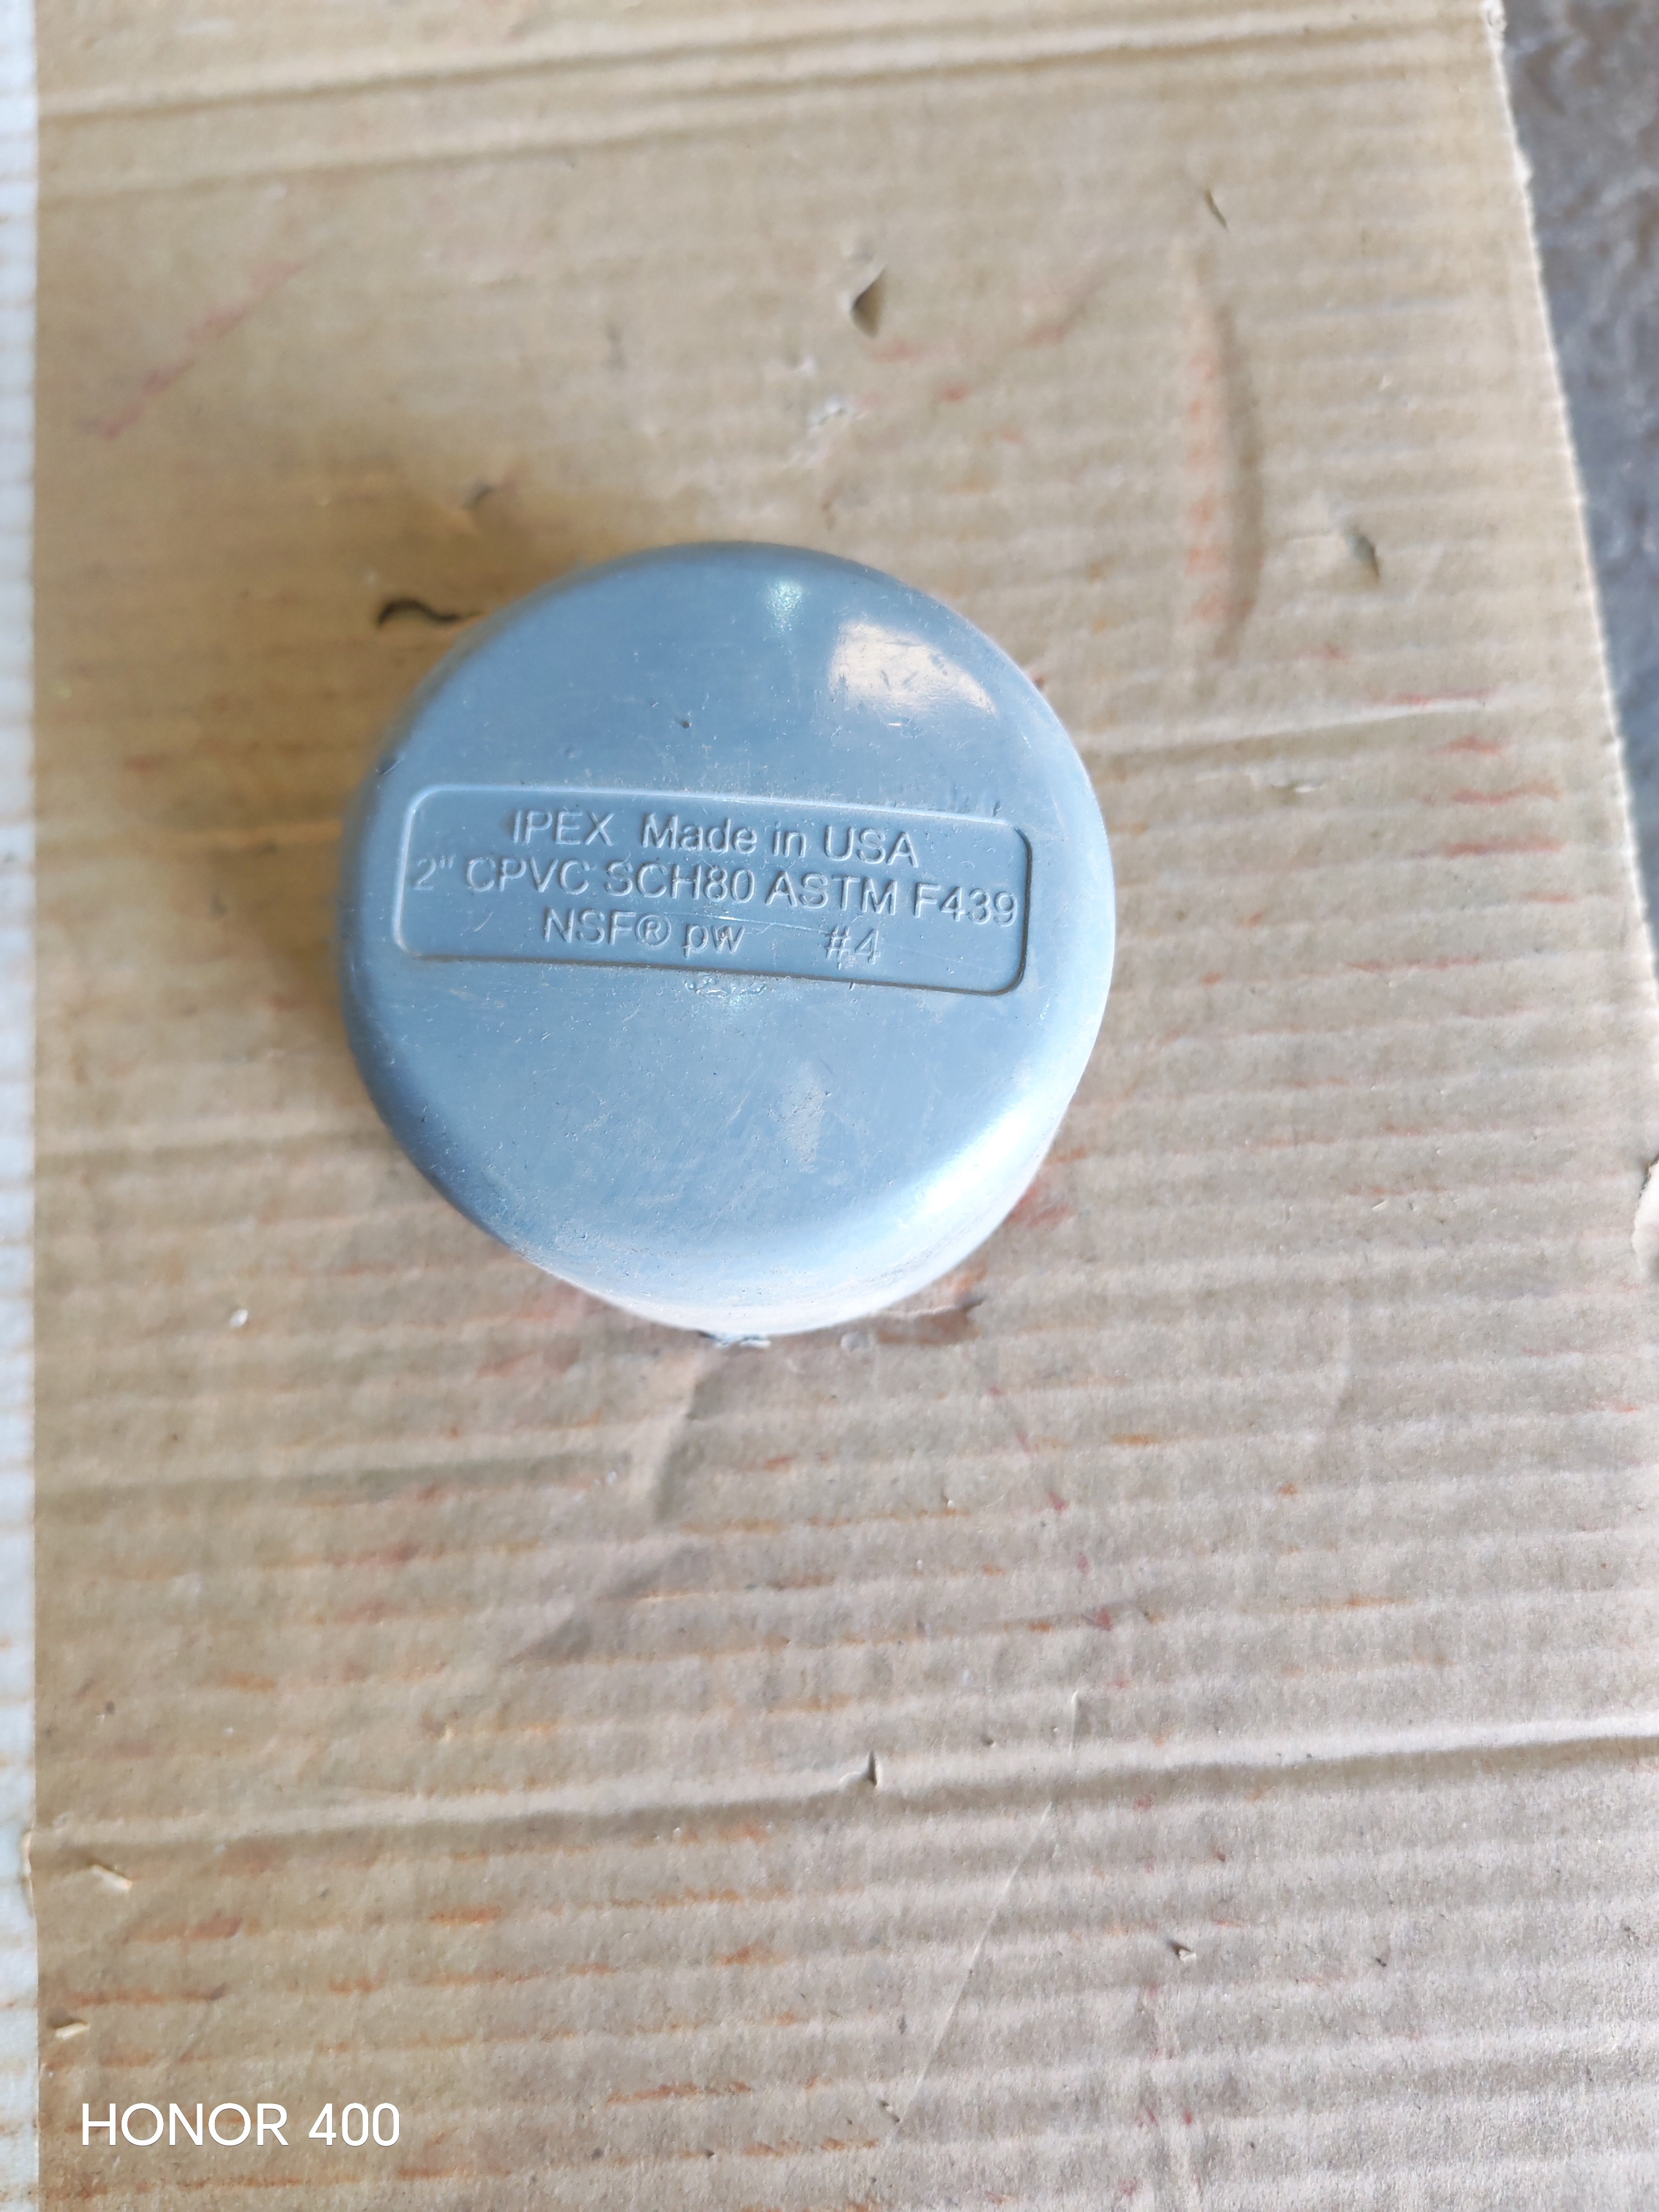 IPEX Made in USA
2" CPVC SCH80 ASTM F439
NSF® pw #4
HONOR 400